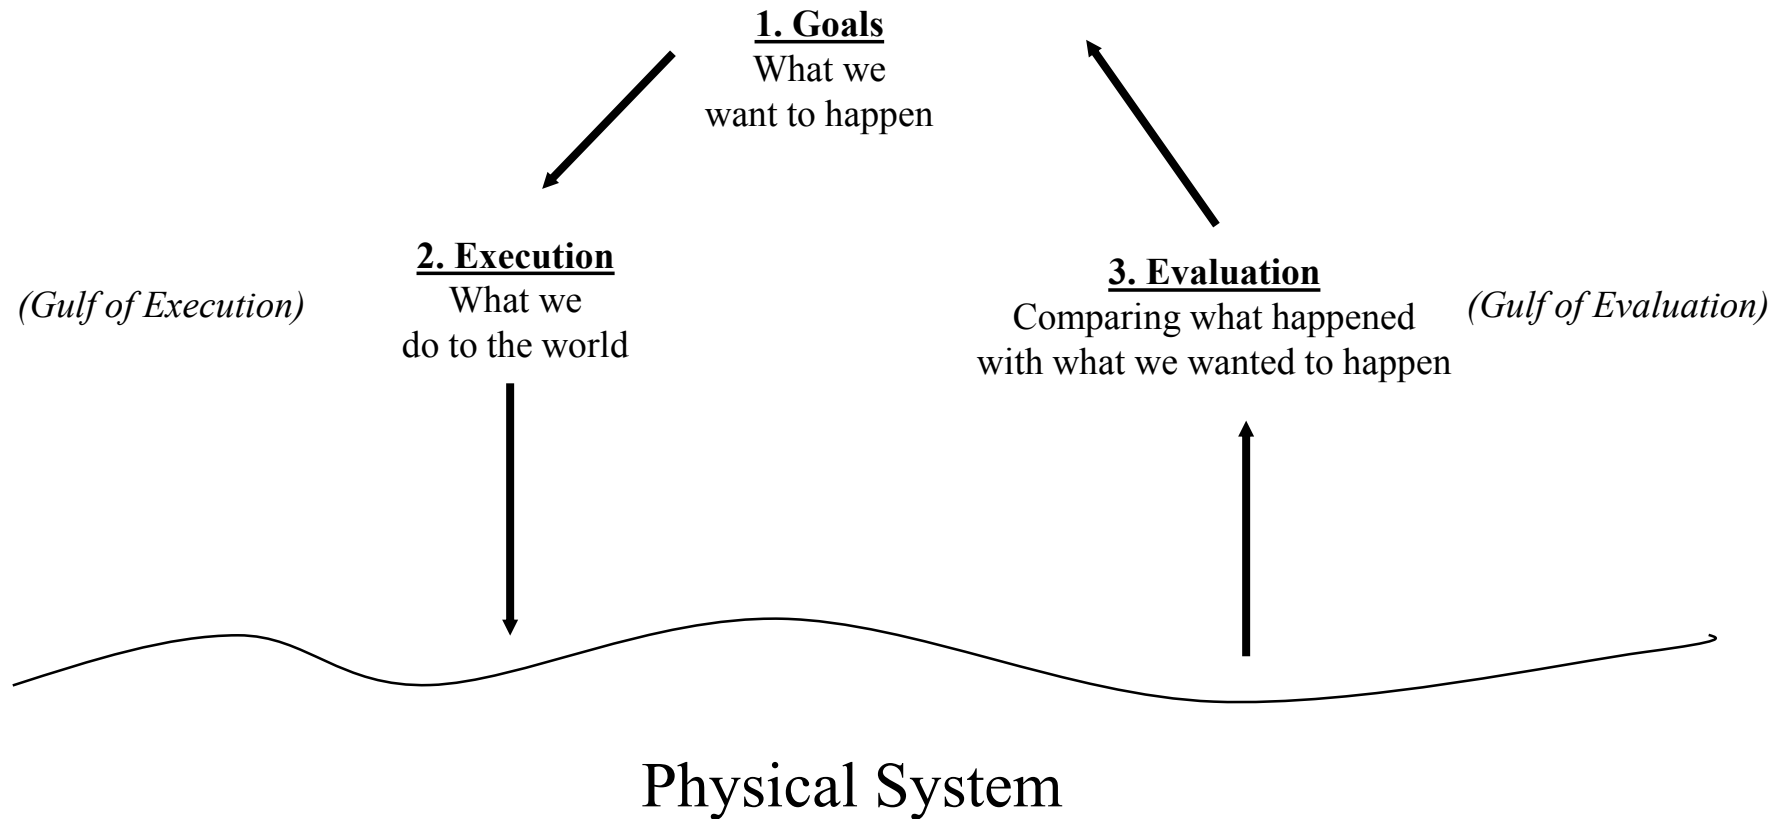 1. Goals
What we
want to happen
2. Execution
What we
do to the world
(Gulf of Execution)
3. Evaluation
Comparing what happened
with what we wanted to happen
(Gulf of Evaluation)
Physical System